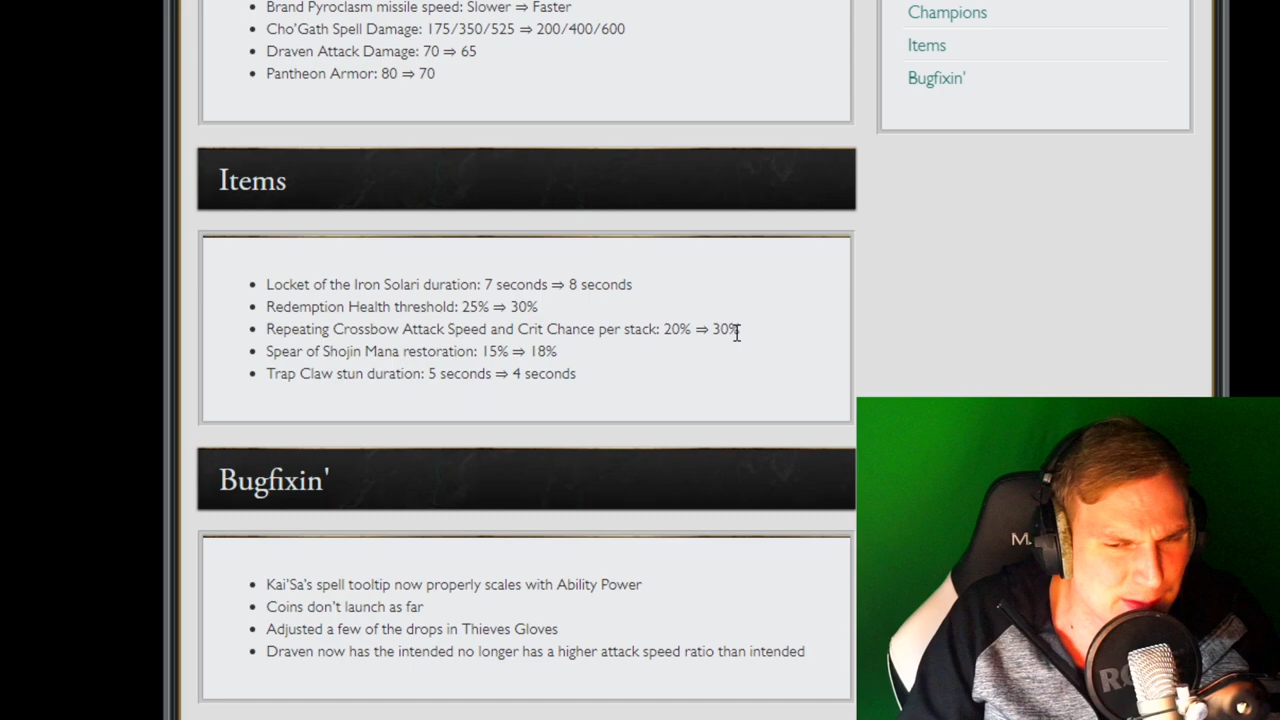 Brand Pyroclasm missile speed: Slower ⇒ Faster
Cho'Gath Spell Damage: 175/350/525 ⇒ 200/400/600
Draven Attack Damage: 70 ⇒ 65
Pantheon Armor: 80 ⇒ 70
Champions
Items
Bugfixin'
Items
Locket of the Iron Solari duration: 7 seconds ⇒ 8 seconds
Redemption Health threshold: 25% ⇒ 30%
Repeating Crossbow Attack Speed and Crit Chance per stack: 20% ⇒ 30%
Spear of Shojin Mana restoration: 15% ⇒ 18%
Trap Claw stun duration: 5 seconds ⇒ 4 seconds
Bugfixin'
Kai'Sa's spell tooltip now properly scales with Ability Power
Coins don't launch as far
Adjusted a few of the drops in Thieves Gloves
Draven now has the intended no longer has a higher attack speed ratio than intended